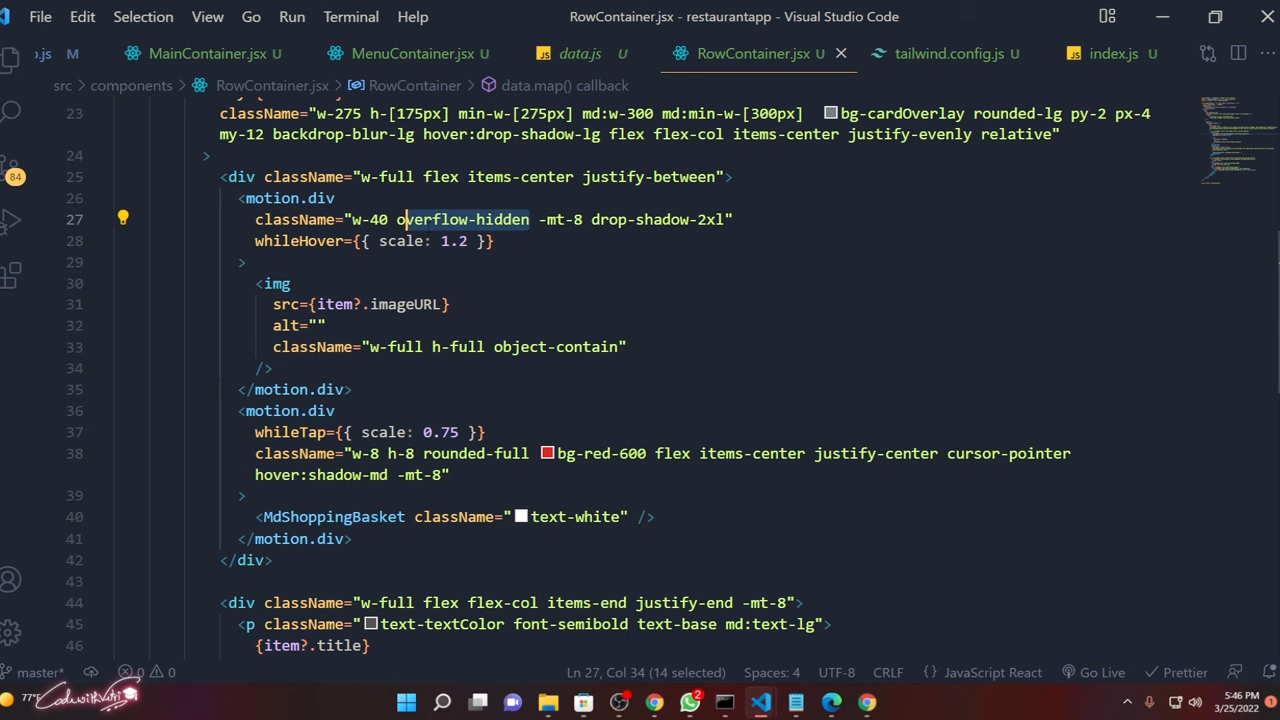 File Edit Selection View Go Run Terminal Help RowContainer.jsx - restaurantapp - Visual Studio Code
.js M MainContainer.jsx U MenuContainer.jsx U data.js U RowContainer.jsx U tailwind.config.js U index.js U
src > components > RowContainer.jsx > RowContainer > data.map() callback
23 className="w-275 h-[175px] min-w-[275px] md:w-300 md:min-w-[300px] bg-cardOverlay rounded-lg py-2 px-4
my-12 backdrop-blur-lg hover:drop-shadow-lg flex flex-col items-center justify-evenly relative"
24 >
25 <div className="w-full flex items-center justify-between">
26 <motion.div
27 className="w-40 overflow-hidden -mt-8 drop-shadow-2xl"
28 whileHover={{ scale: 1.2 }}
29 >
30 <img
31 src={item?.imageURL}
32 alt=""
33 className="w-full h-full object-contain"
34 />
35 </motion.div>
36 <motion.div
37 whileTap={{ scale: 0.75 }}
38 className="w-8 h-8 rounded-full bg-red-600 flex items-center justify-center cursor-pointer
hover:shadow-md -mt-8"
39 >
40 <MdShoppingBasket className="text-white" />
41 </motion.div>
42 </div>
43
44 <div className="w-full flex flex-col items-end justify-end -mt-8">
45 <p className="text-textColor font-semibold text-base md:text-lg">
46 {item?.title}
84
master* 0 0 Ln 27, Col 34 (14 selected) Spaces: 4 UTF-8 CRLF {} JavaScript React Go Live Prettier
77°F 2 5:46 PM
3/25/2022 1